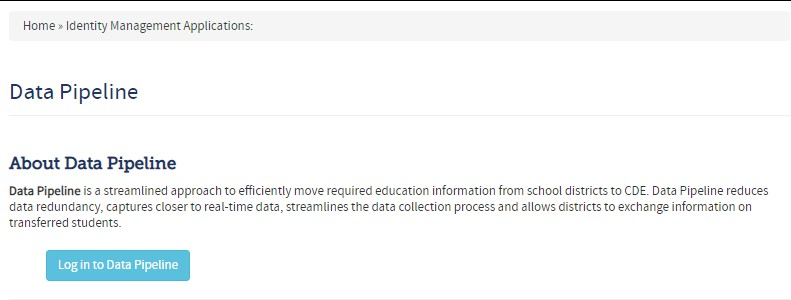 Home » Identity Management Applications:
Data Pipeline
About Data Pipeline
Data Pipeline is a streamlined approach to efficiently move required education information from school districts to CDE. Data Pipeline reduces
data redundancy, captures closer to real-time data, streamlines the data collection process and allows districts to exchange information on
transferred students.
Log in to Data Pipeline